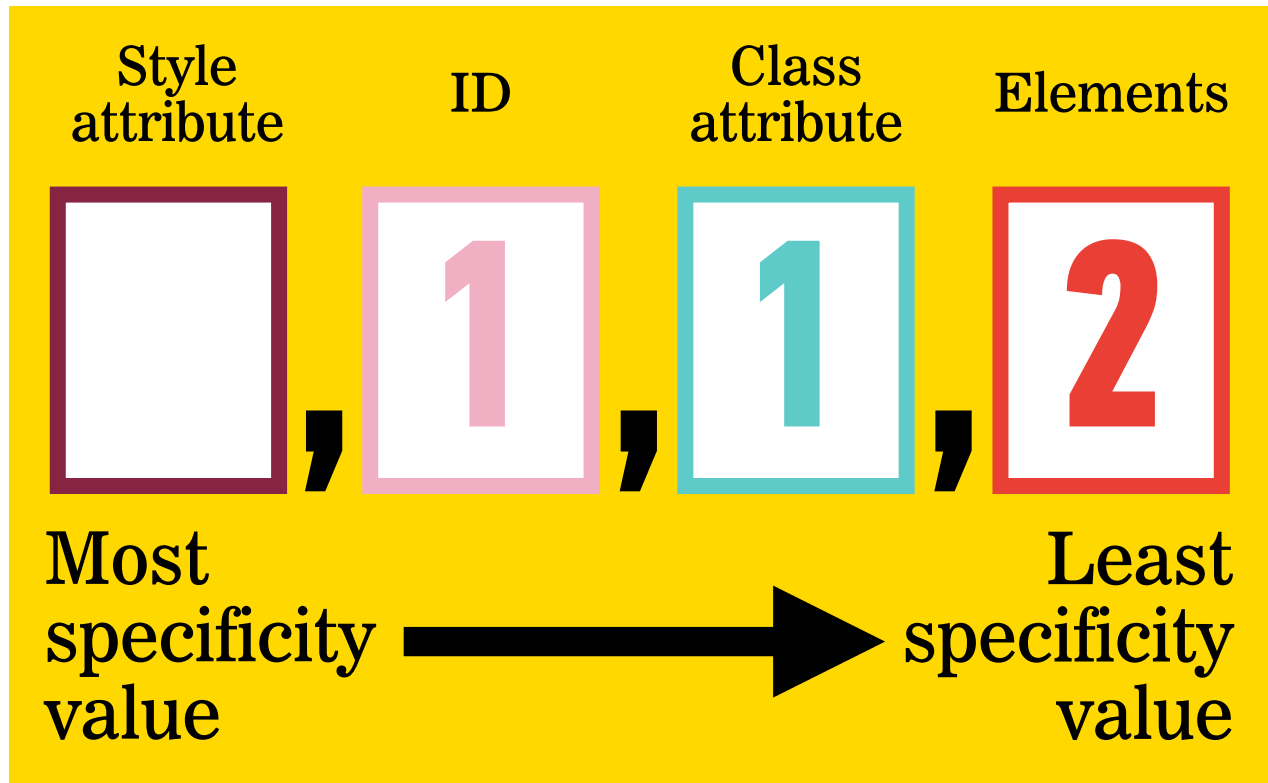 Style
attribute
ID
Class
attribute
Elements
, 1 , 1 , 2
Most
specificity
value
Least
specificity
value